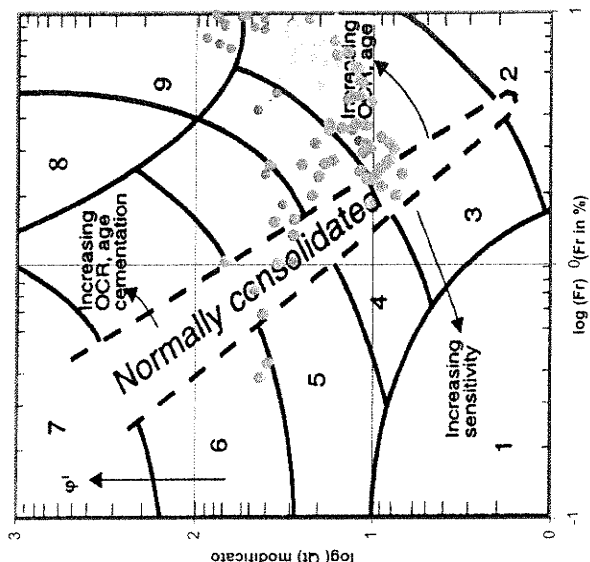 3
2
1
0
log( Qt) modificato
7
8
9
φ'
Increasing
OCR, age
cementation
6
Normally consolidated
Increasing
OCR, age
5
4
3
2
1
Increasing
sensitivity
-1
0
1
log (Fr) (Fr in %)